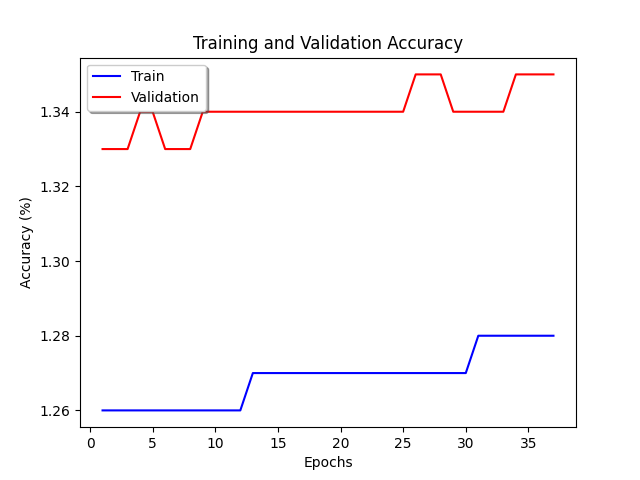 Training and Validation Accuracy
Train
Validation
1.34
1.32
1.30
1.28
1.26
Accuracy (%)
0 5 10 15 20 25 30 35
Epochs